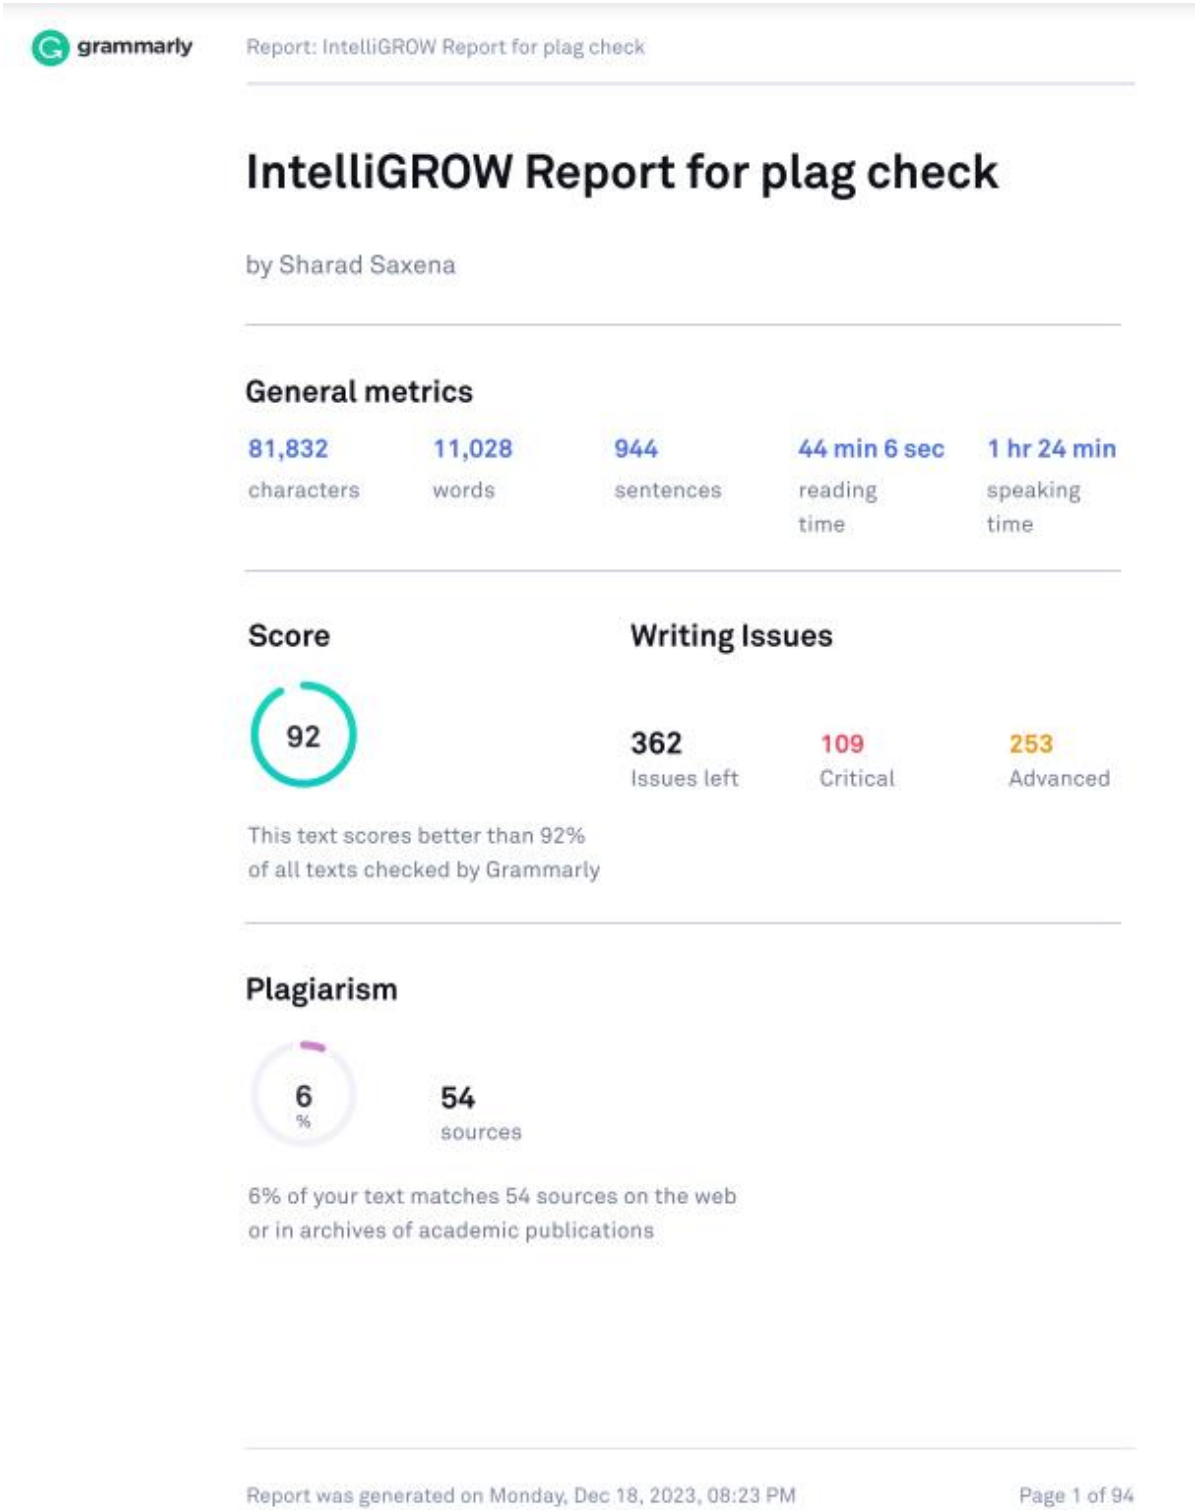 grammarly
Report: IntelliGROW Report for plag check
IntelliGROW Report for plag check
by Sharad Saxena
General metrics
81,832 11,028 944 44 min 6 sec 1 hr 24 min
characters words sentences reading speaking
time time
Score Writing Issues
92
362 109 253
Issues left Critical Advanced
This text scores better than 92%
of all texts checked by Grammarly
Plagiarism
6 54
% sources
6% of your text matches 54 sources on the web
or in archives of academic publications
Report was generated on Monday, Dec 18, 2023, 08:23 PM Page 1 of 94